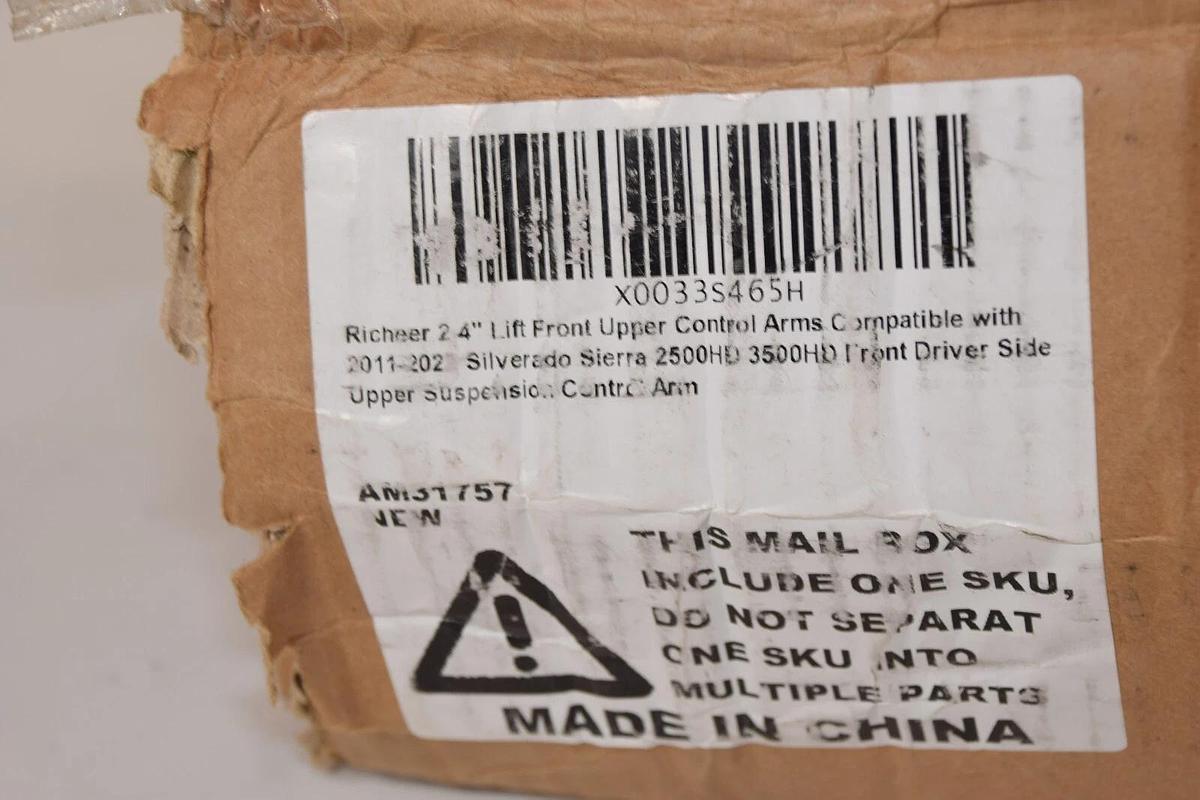 X0033S465H
Richeer 2 4" Lift Front Upper Control Arms Compatible with
Silverado Sierra 2500HD 3500HD Front Driver Side
Upper Suspension Control Arm
AM31757
NEW
THIS MAIL BOX
INCLUDE ONE SKU,
DO NOT SEPARAT
ONE SKU INTO
MULTIPLE PARTS
MADE IN CHINA